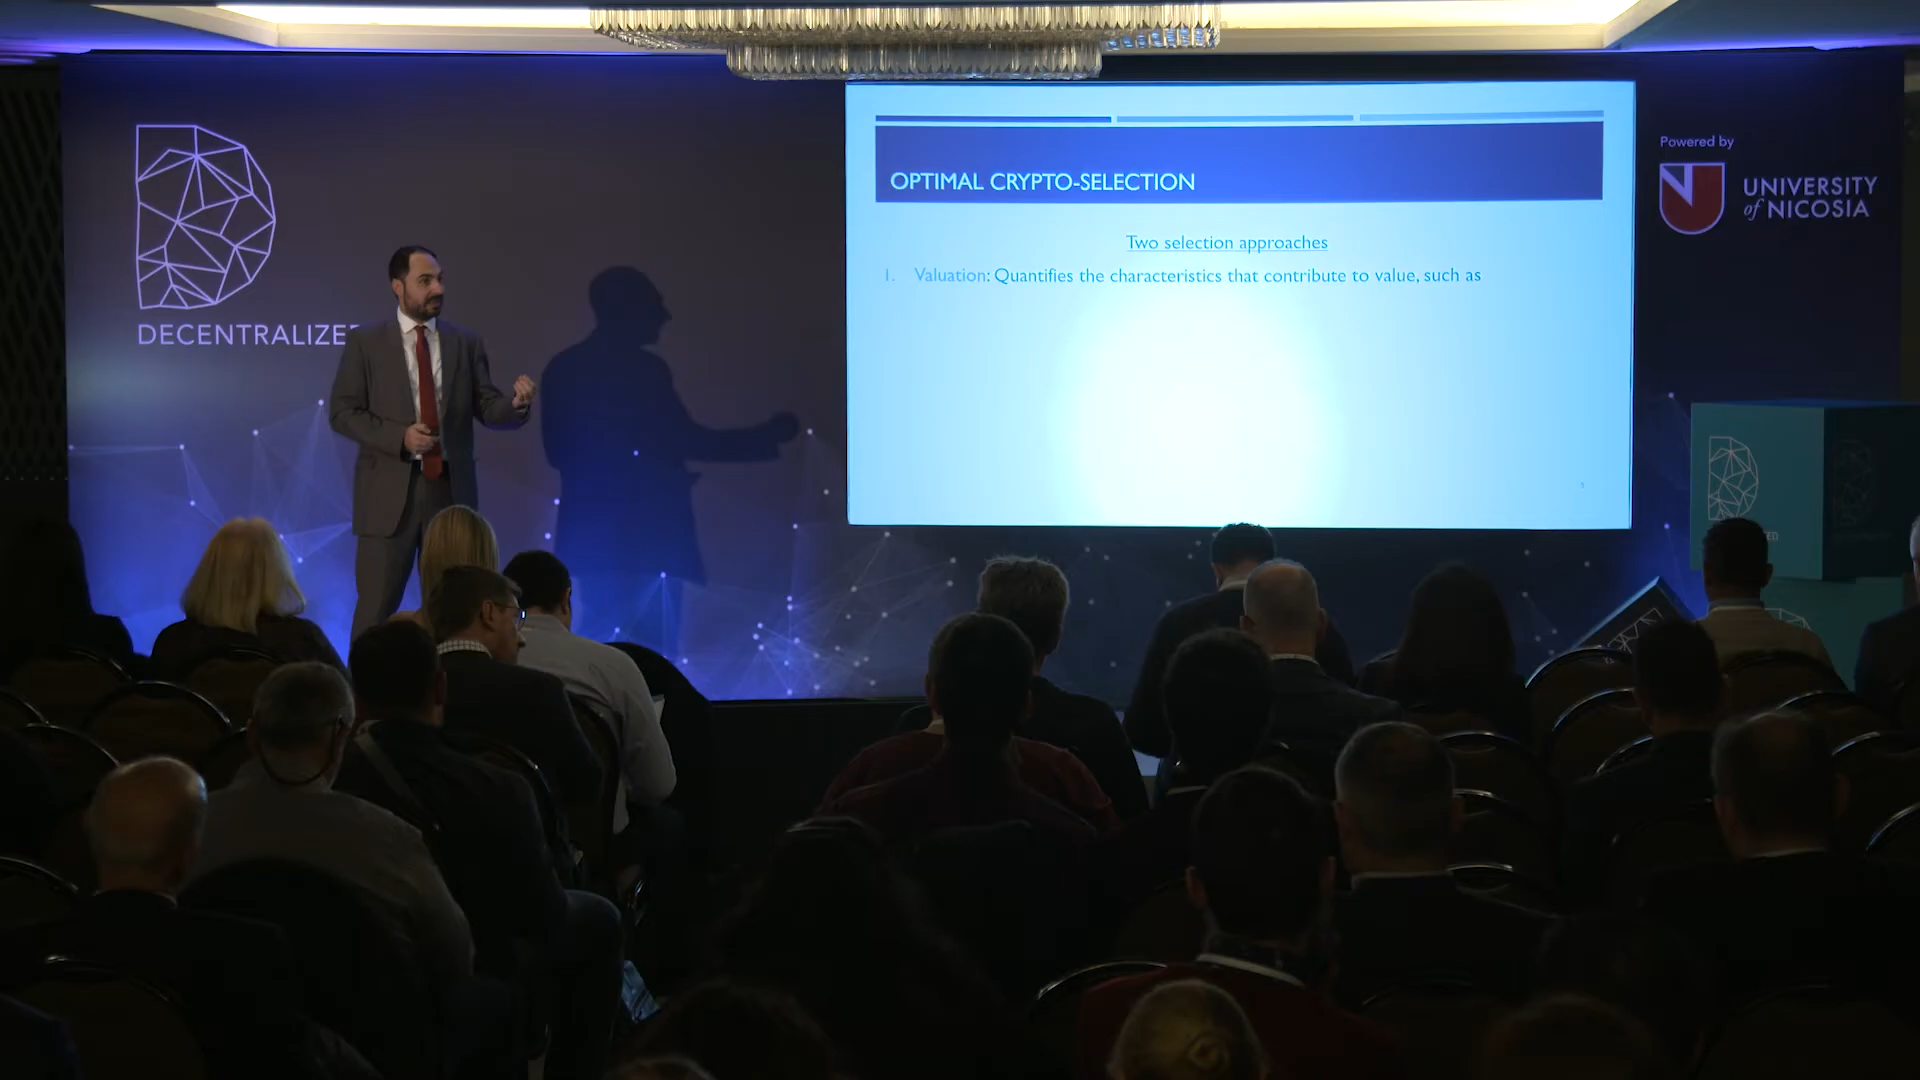 DECENTRALIZED
OPTIMAL CRYPTO-SELECTION
Two selection approaches
1. Valuation: Quantifies the characteristics that contribute to value, such as
Powered by
UNIVERSITY
of NICOSIA